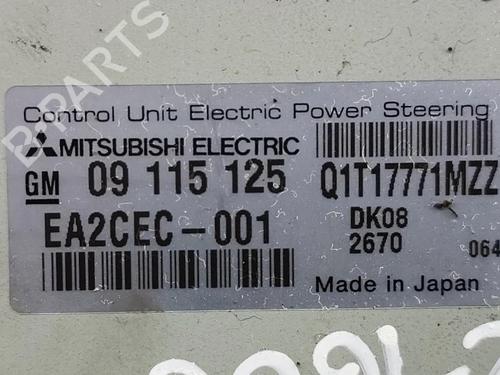 B-PARTS
Control Unit Electric Power Steering
MITSUBISHI ELECTRIC
GM 09 115 125
Q1T17771MZZ
EA2CEC-001
DK08
2670
064
Made in Japan